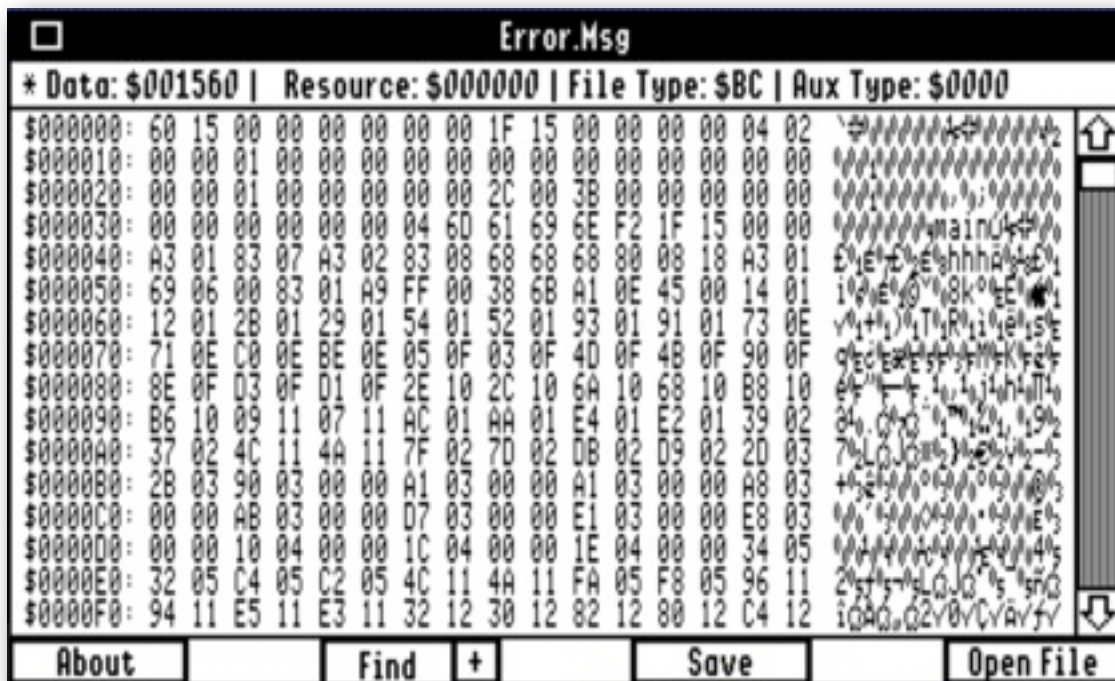 Error.Msg
* Data: $001560 | Resource: $000000 | File Type: $BC | Aux Type: $0000
$000000: 60 15 00 00 00 00 00 00 1F 15 00 00 00 00 04 02
$000010: 00 00 01 00 00 00 00 00 00 00 00 00 00 00 00 00
$000020: 00 00 01 00 00 00 00 00 2C 00 3B 00 00 00 00 00
$000030: 00 00 00 00 00 00 04 6D 61 69 6E F2 1F 15 00 00 main
$000040: A3 01 83 07 A3 02 83 08 68 68 68 80 08 18 A3 01 hhh
$000050: 69 06 00 83 01 A9 FF 00 38 6B A1 0E 45 00 14 01
$000060: 12 01 2B 01 29 01 54 01 52 01 93 01 91 01 73 0E
$000070: 71 0E C0 0E BE 0E 05 0F 03 0F 4D 0F 4B 0F 90 0F
$000080: 8E 0F D3 0F D1 0F 2E 10 2C 10 6A 10 68 10 B8 10
$000090: B6 10 09 11 07 11 AC 01 AA 01 E4 01 E2 01 39 02
$0000A0: 37 02 4C 11 4A 11 7F 02 7D 02 DB 02 D9 02 2D 03
$0000B0: 2B 03 90 03 00 00 A1 03 00 00 A1 03 00 00 A8 03
$0000C0: 00 00 AB 03 00 00 D7 03 00 00 E1 03 00 00 E8 03
$0000D0: 00 00 10 04 00 00 1C 04 00 00 1E 04 00 00 34 05
$0000E0: 32 05 C4 05 C2 05 4C 11 4A 11 FA 05 F8 05 96 11
$0000F0: 94 11 E5 11 E3 11 32 12 30 12 82 12 80 12 C4 12
About Find + Save Open File